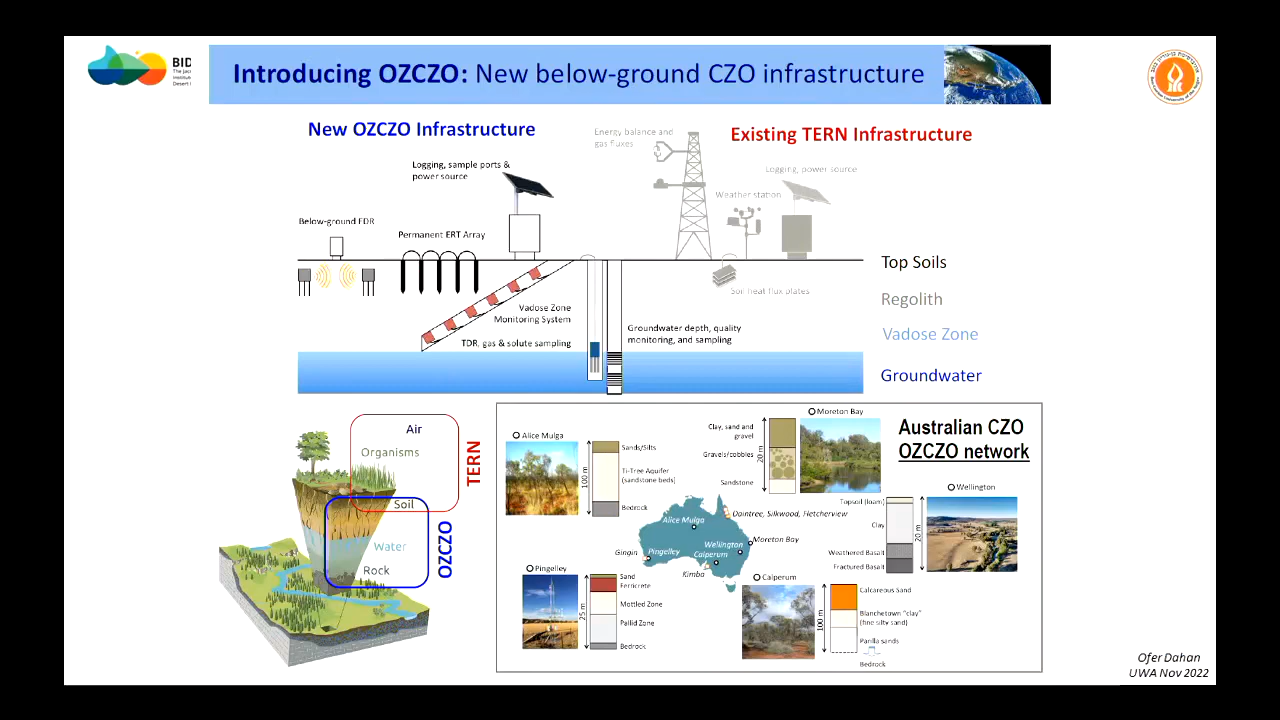 BID
Introducing OZCZO: New below-ground CZO infrastructure
New OZCZO Infrastructure
Existing TERN Infrastructure
Energy balance and
gas fluxes
Logging, sample ports &
power source
Logging, power source
Weather station
Below-ground FDR
Permanent ERT Array
Soil heat flux plates
Vadose Zone
Monitoring System
TDR, gas & solute sampling
Groundwater depth, quality
monitoring, and sampling
Top Soils
Regolith
Vadose Zone
Groundwater
Air
Organisms
Soil
Water
Rock
TERN
OZCZO
Australian CZO
OZCZO network
Alice Mulga
100 m
Sands/Silts
Ti-Tree Aquifer
(sandstone beds)
Bedrock
Moreton Bay
Clay, sand and
gravel
Gravels/cobbles
Sandstone
20 m
Wellington
Topsoil (loam)
Clay
Weathered Basalt
Fractured Basalt
20 m
Alice Mulga
Daintree, Silkwood, Fletcherview
Moreton Bay
Wellington
Calperum
Gingin
Pingelley
Kimba
Pingelley
25 m
Sand
Ferricrete
Mottled Zone
Pallid Zone
Bedrock
Calperum
100 m
Calcareous Sand
Blanchetown "clay"
(fine silty sand)
Parilla sands
Bedrock
Ofer Dahan
UWA Nov 2022